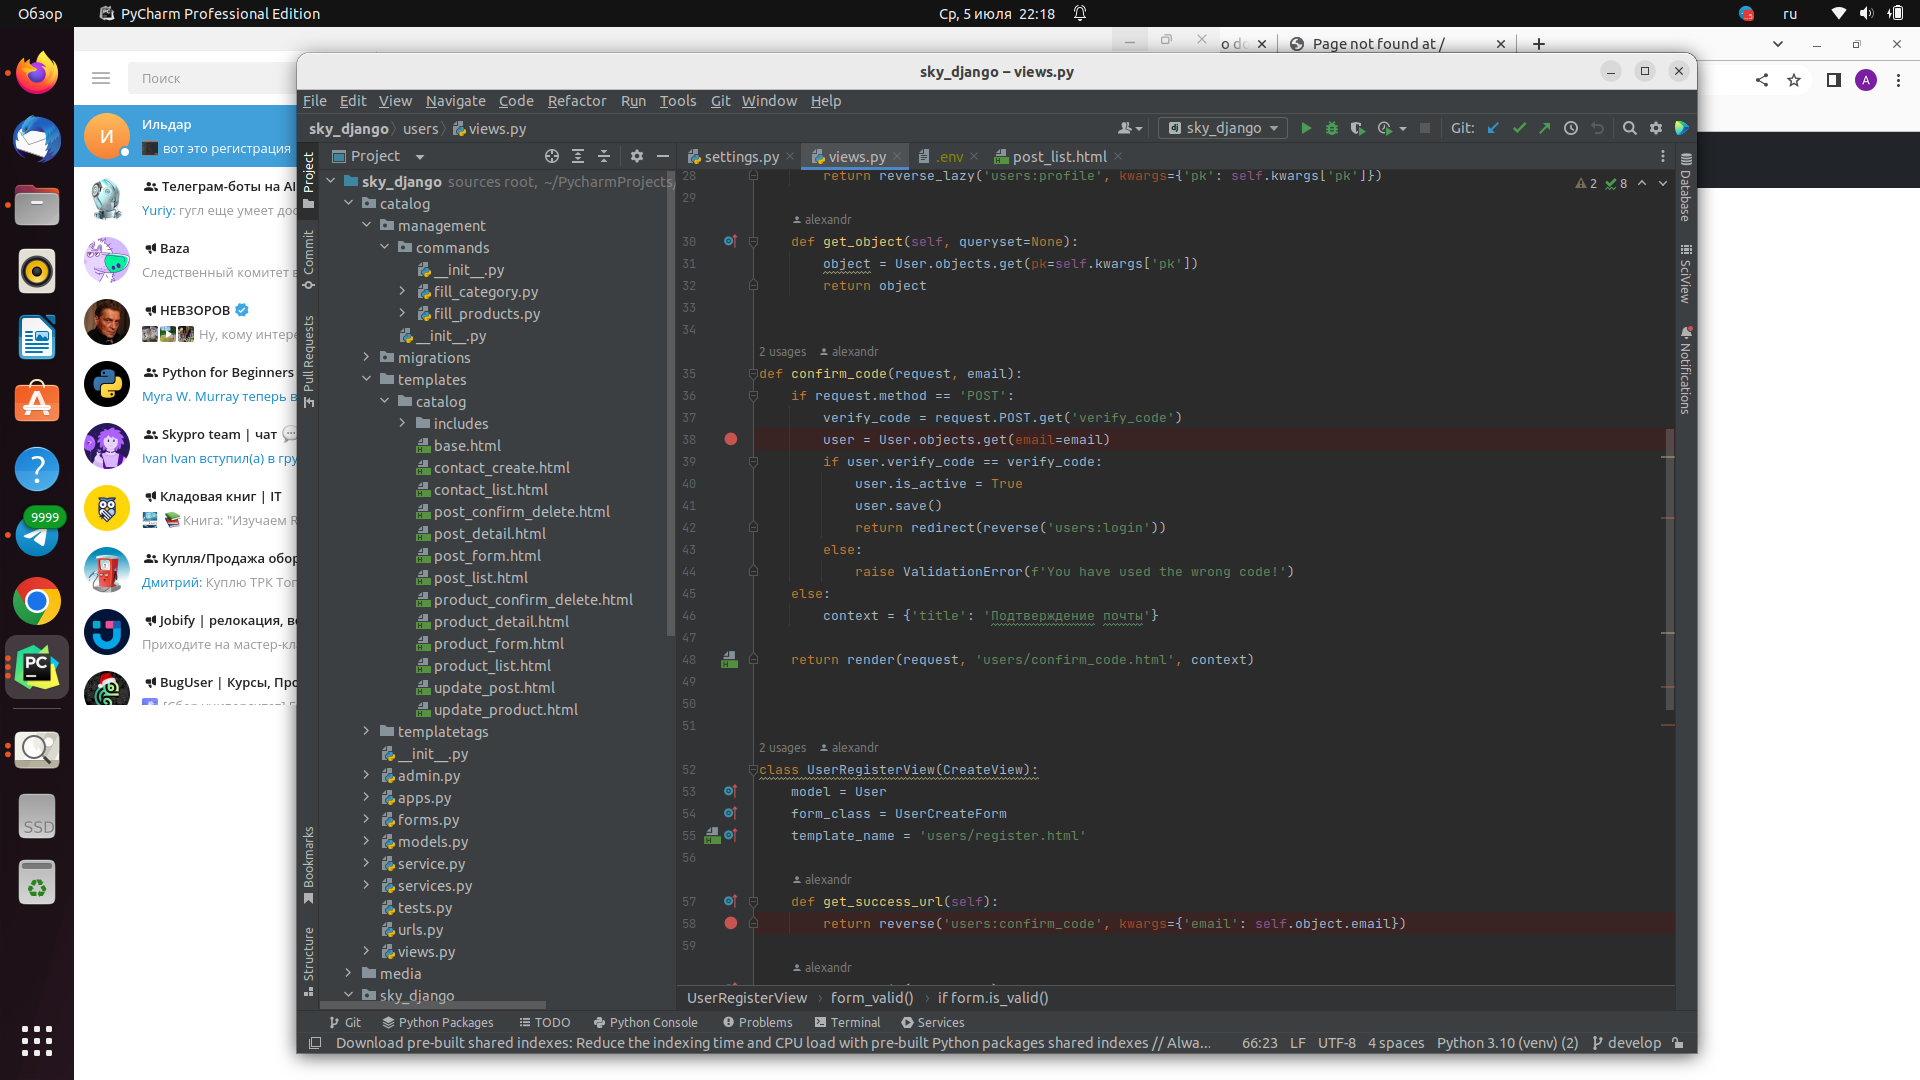 Обзор
PyCharm Professional Edition
Ср, 5 июля 22:18
ru
Page not found at /
Поиск
A
И
Ильдар
вот это регистрация
Телеграм-боты на AI
Yuriy: гугл еще умеет дос
Baza
Следственный комитет в
НЕВЗОРОВ
Ну, кому интере
Python for Beginners
Myra W. Murray теперь в
Skypro team | чат
Ivan Ivan вступил(а) в гру
Кладовая книг | IT
Книга: "Изучаем R
Купля/Продажа обор
Дмитрий: Куплю ТРК Топ
Jobify | релокация, в
Приходите на мастер-кл
BugUser | Курсы, Про
9999
SSD
sky_django – views.py
File Edit View Navigate Code Refactor Run Tools Git Window Help
sky_django users views.py
sky_django
Git:
Project
settings.py
views.py
.env
post_list.html
Project
Commit
Pull Requests
Bookmarks
Structure
sky_django sources root, ~/PycharmProjects/
catalog
management
commands
__init__.py
fill_category.py
fill_products.py
__init__.py
migrations
templates
catalog
includes
base.html
contact_create.html
contact_list.html
post_confirm_delete.html
post_detail.html
post_form.html
post_list.html
product_confirm_delete.html
product_detail.html
product_form.html
product_list.html
update_post.html
update_product.html
templatetags
__init__.py
admin.py
apps.py
forms.py
models.py
service.py
services.py
tests.py
urls.py
views.py
media
sky_django
2 8
28 return reverse_lazy('users:profile', kwargs={'pk': self.kwargs['pk']})
29
alexandr
30 def get_object(self, queryset=None):
31 object = User.objects.get(pk=self.kwargs['pk'])
32 return object
33
34
2 usages alexandr
35 def confirm_code(request, email):
36 if request.method == 'POST':
37 verify_code = request.POST.get('verify_code')
38 user = User.objects.get(email=email)
39 if user.verify_code == verify_code:
40 user.is_active = True
41 user.save()
42 return redirect(reverse('users:login'))
43 else:
44 raise ValidationError(f'You have used the wrong code!')
45 else:
46 context = {'title': 'Подтверждение почты'}
47
48 return render(request, 'users/confirm_code.html', context)
49
50
51
2 usages alexandr
52 class UserRegisterView(CreateView):
53 model = User
54 form_class = UserCreateForm
55 template_name = 'users/register.html'
56
alexandr
57 def get_success_url(self):
58 return reverse('users:confirm_code', kwargs={'email': self.object.email})
59
alexandr
Database
SciView
Notifications
UserRegisterView form_valid() if form.is_valid()
Git Python Packages TODO Python Console Problems Terminal Services
Download pre-built shared indexes: Reduce the indexing time and CPU load with pre-built Python packages shared indexes // Alwa... 66:23 LF UTF-8 4 spaces Python 3.10 (venv) (2) develop